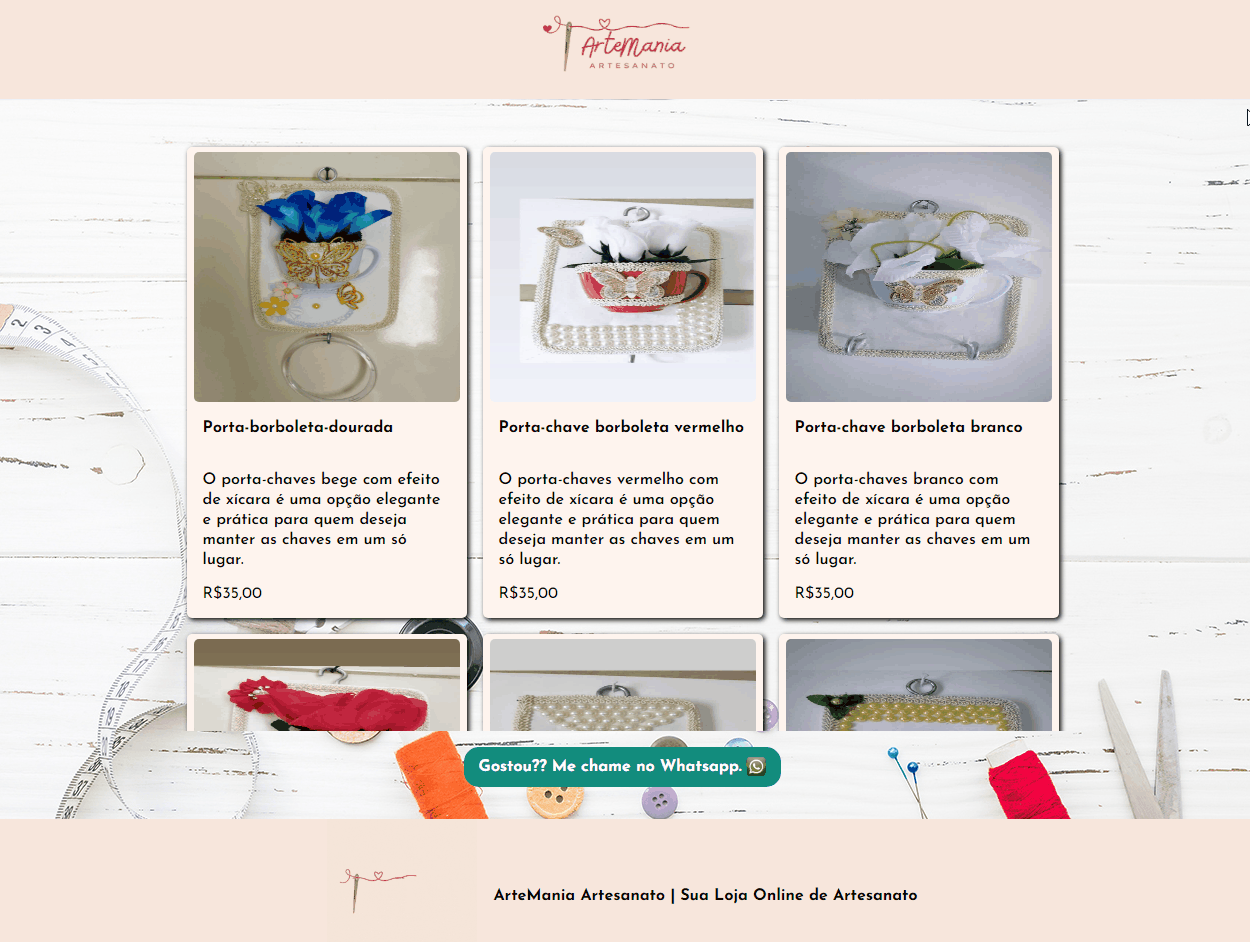 ArteMania
ARTESANATO
Porta-borboleta-dourada
O porta-chaves bege com efeito
de xícara é uma opção elegante
e prática para quem deseja
manter as chaves em um só
lugar.
R$35,00
Porta-chave borboleta vermelho
O porta-chaves vermelho com
efeito de xícara é uma opção
elegante e prática para quem
deseja manter as chaves em um
só lugar.
R$35,00
Porta-chave borboleta branco
O porta-chaves branco com
efeito de xícara é uma opção
elegante e prática para quem
deseja manter as chaves em um
só lugar.
R$35,00
Gostou?? Me chame no Whatsapp.
ArteMania Artesanato | Sua Loja Online de Artesanato